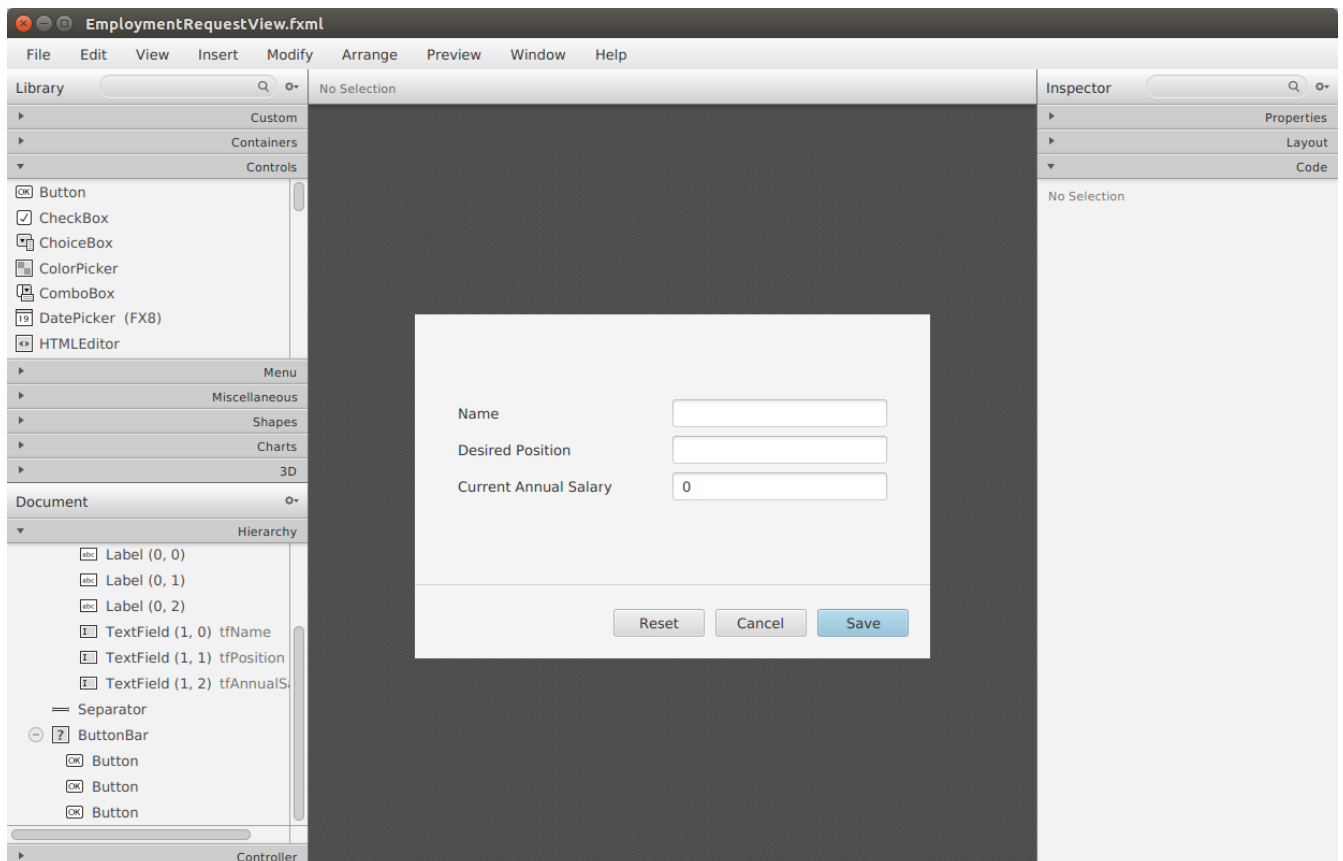 EmploymentRequestView.fxml
File Edit View Insert Modify Arrange Preview Window Help
Library
No Selection
Inspector
Custom
Containers
Controls
Button
CheckBox
ChoiceBox
ColorPicker
ComboBox
DatePicker (FX8)
HTMLEditor
Menu
Miscellaneous
Shapes
Charts
3D
Document
Hierarchy
Label (0, 0)
Label (0, 1)
Label (0, 2)
TextField (1, 0) tfName
TextField (1, 1) tfPosition
TextField (1, 2) tfAnnualSa
Separator
ButtonBar
Button
Button
Button
Controller
Name
Desired Position
Current Annual Salary 0
Reset Cancel Save
Properties
Layout
Code
No Selection